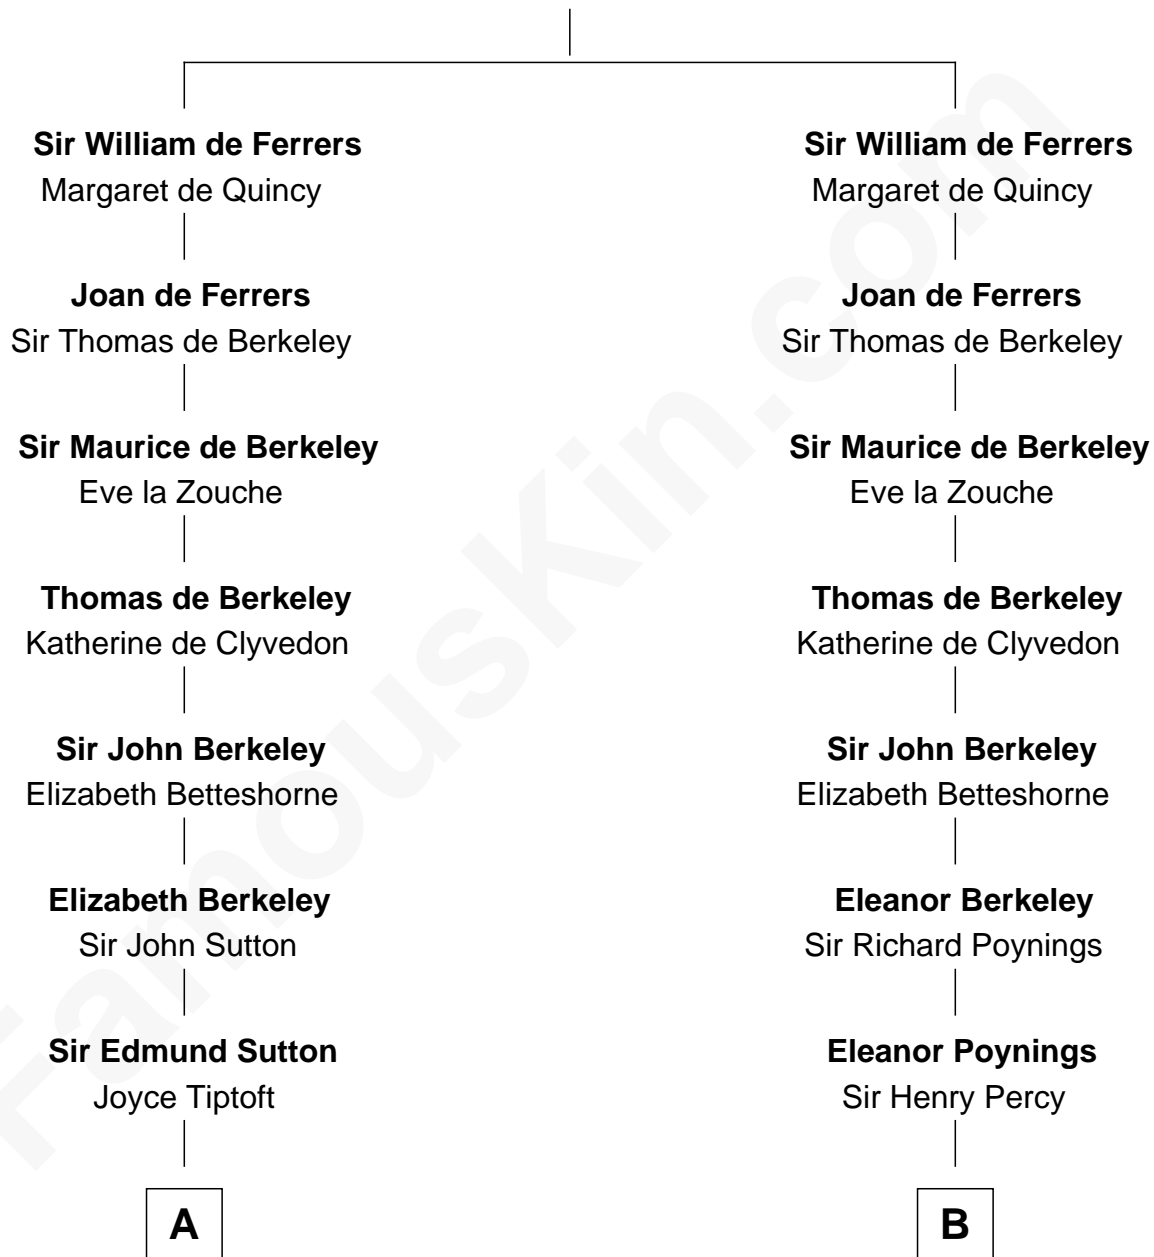 Sir William de Ferrers
Margaret de Quincy
Joan de Ferrers
Sir Thomas de Berkeley
Sir Maurice de Berkeley
Eve la Zouche
Thomas de Berkeley
Katherine de Clyvedon
Sir John Berkeley
Elizabeth Betteshorne
Elizabeth Berkeley
Sir John Sutton
Sir Edmund Sutton
Joyce Tiptoft
A
Sir William de Ferrers
Margaret de Quincy
Joan de Ferrers
Sir Thomas de Berkeley
Sir Maurice de Berkeley
Eve la Zouche
Thomas de Berkeley
Katherine de Clyvedon
Sir John Berkeley
Elizabeth Betteshorne
Eleanor Berkeley
Sir Richard Poynings
Eleanor Poynings
Sir Henry Percy
B
FamousKin.com